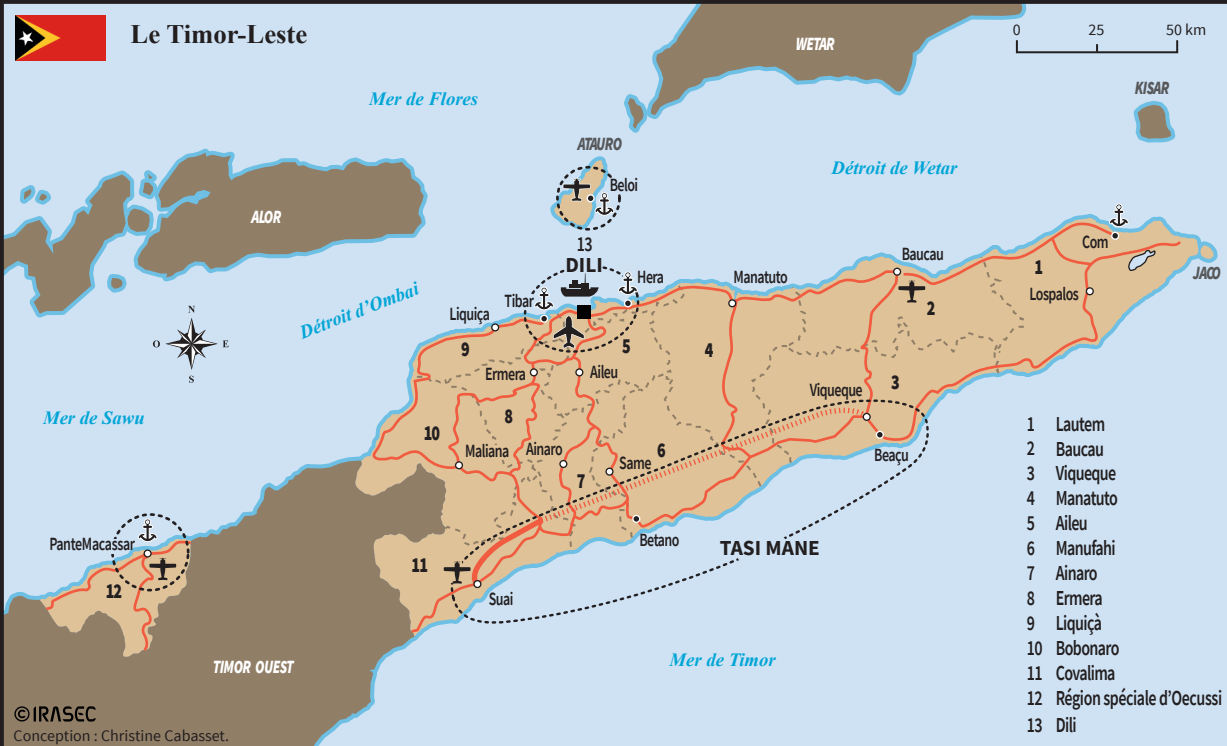 Le Timor-Leste
0 25 50 km
WETAR
KISAR
Mer de Flores
ATAURO
Détroit de Wetar
Beloi
ALOR
13
DILI
Com
JACO
Baucau
1
Hera
Manatuto
2
Lospalos
Tibar
Liquiça
Détroit d'Ombai
N
O E
S
9
5
4
Ermera
Aileu
3
Viqueque
Mer de Sawu
8
10
Maliana
Ainaro
Same
6
Beaçu
7
Betano
TASI MANE
PanteMacassar
11
12
Suai
TIMOR OUEST
Mer de Timor
1 Lautem
2 Baucau
3 Viqueque
4 Manatuto
5 Aileu
6 Manufahi
7 Ainaro
8 Ermera
9 Liquiçà
10 Bobonaro
11 Covalima
12 Région spéciale d'Oecussi
13 Dili
©IRASEC
Conception : Christine Cabasset.